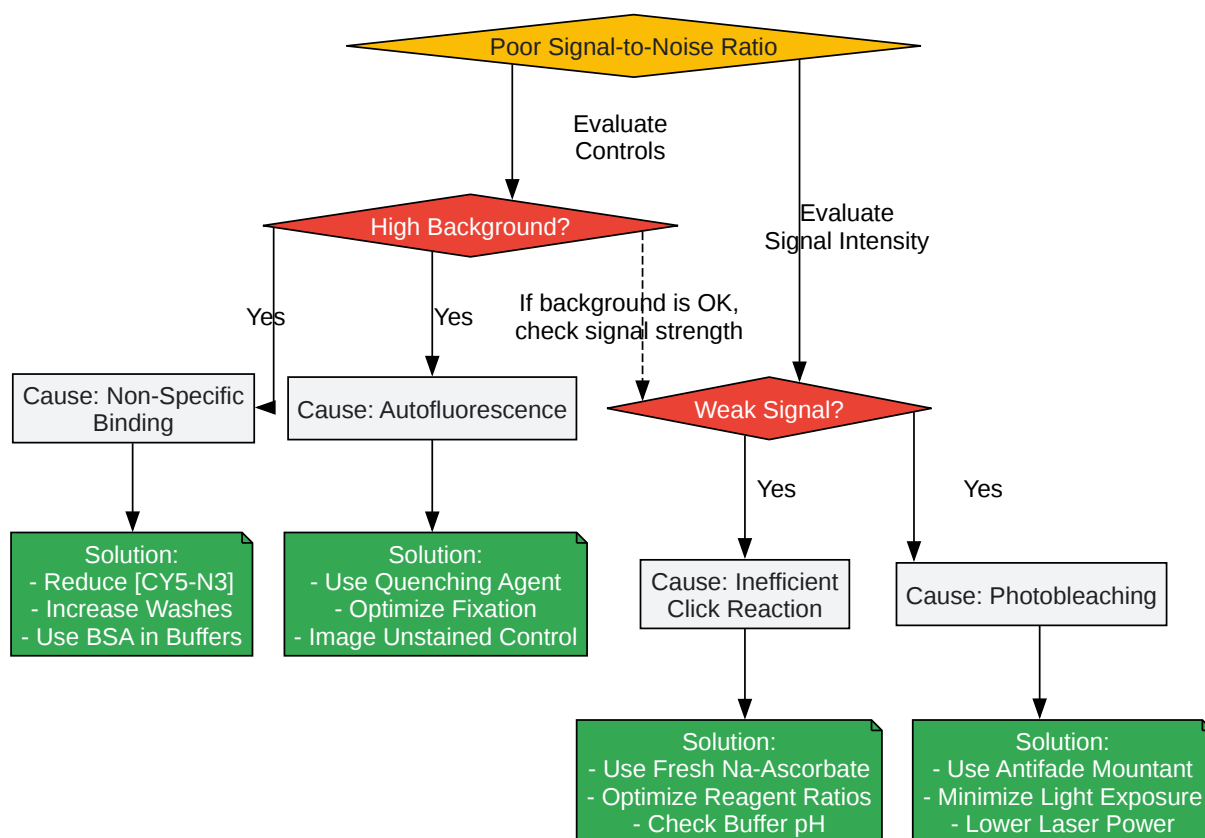 Poor Signal-to-Noise Ratio
Evaluate
Controls
High Background?
Evaluate
Signal Intensity
Yes
Yes
If background is OK,
check signal strength
Cause: Non-Specific
Binding
Cause: Autofluorescence
Weak Signal?
Yes
Yes
Solution:
- Reduce [CY5-N3]
- Increase Washes
- Use BSA in Buffers
Solution:
- Use Quenching Agent
- Optimize Fixation
- Image Unstained Control
Cause: Inefficient
Click Reaction
Cause: Photobleaching
Solution:
- Use Fresh Na-Ascorbate
- Optimize Reagent Ratios
- Check Buffer pH
Solution:
- Use Antifade Mountant
- Minimize Light Exposure
- Lower Laser Power